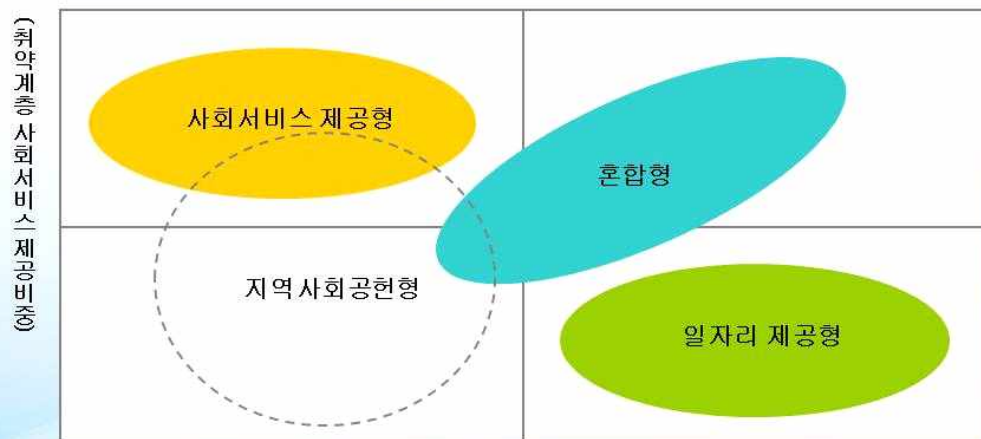 (취약계층 사회서비스 제공비중)
사회서비스 제공형
혼합형
지역사회공헌형
일자리 제공형